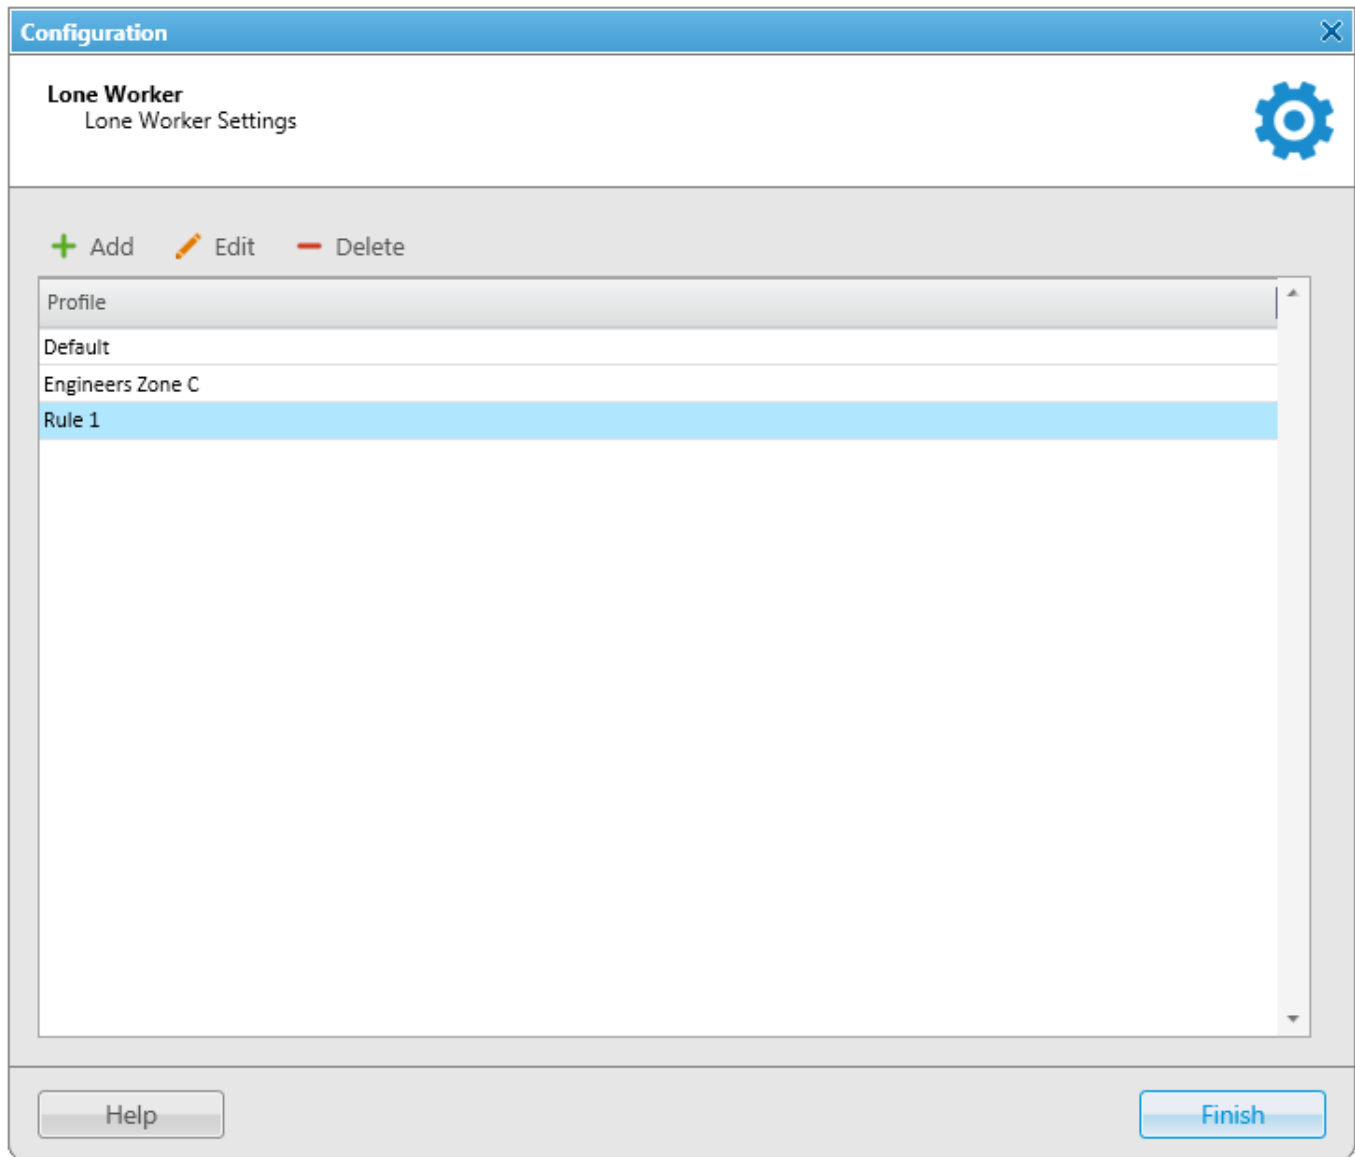 Configuration
Lone Worker
Lone Worker Settings
Add Edit Delete
Profile
Default
Engineers Zone C
Rule 1
Help Finish